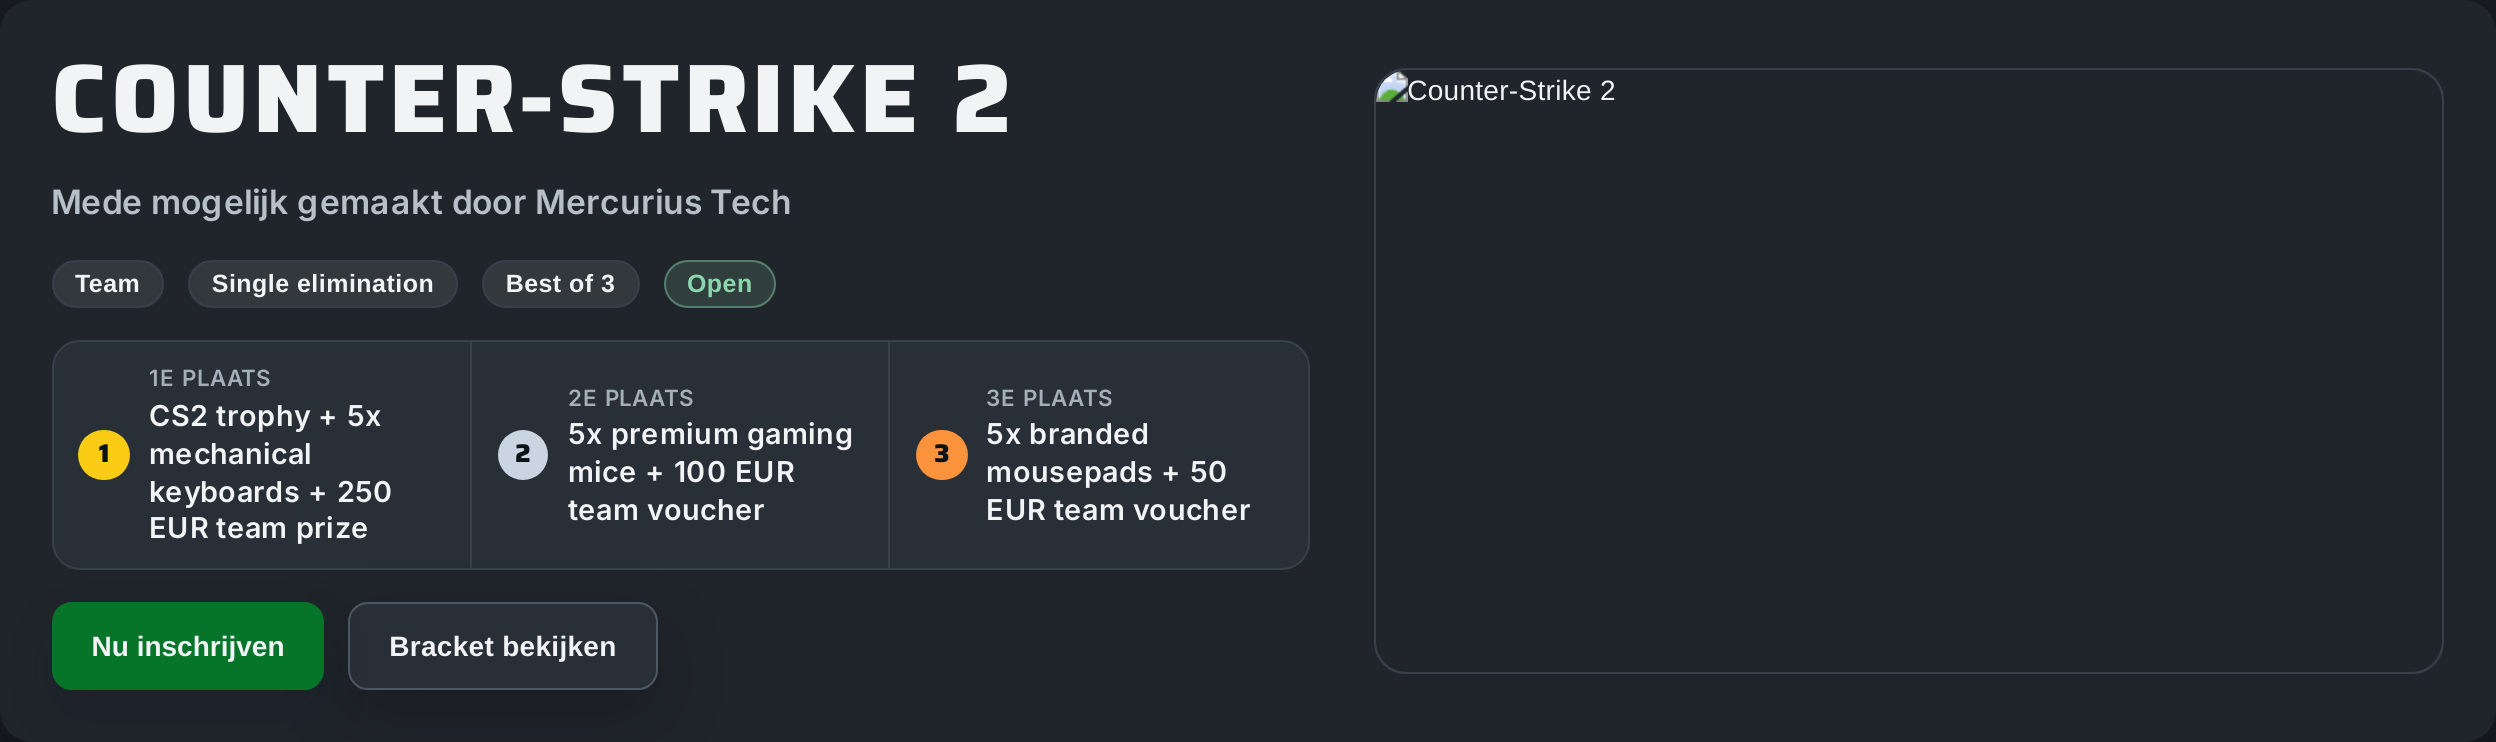 COUNTER-STRIKE 2
Mede mogelijk gemaakt door Mercurius Tech
Team
Single elimination
Best of 3
Open
1
1E PLAATS
CS2 trophy + 5x
mechanical
keyboards + 250
EUR team prize
2
2E PLAATS
5x premium gaming
mice + 100 EUR
team voucher
3
3E PLAATS
5x branded
mousepads + 50
EUR team voucher
Nu inschrijven
Bracket bekijken
Counter-Strike 2